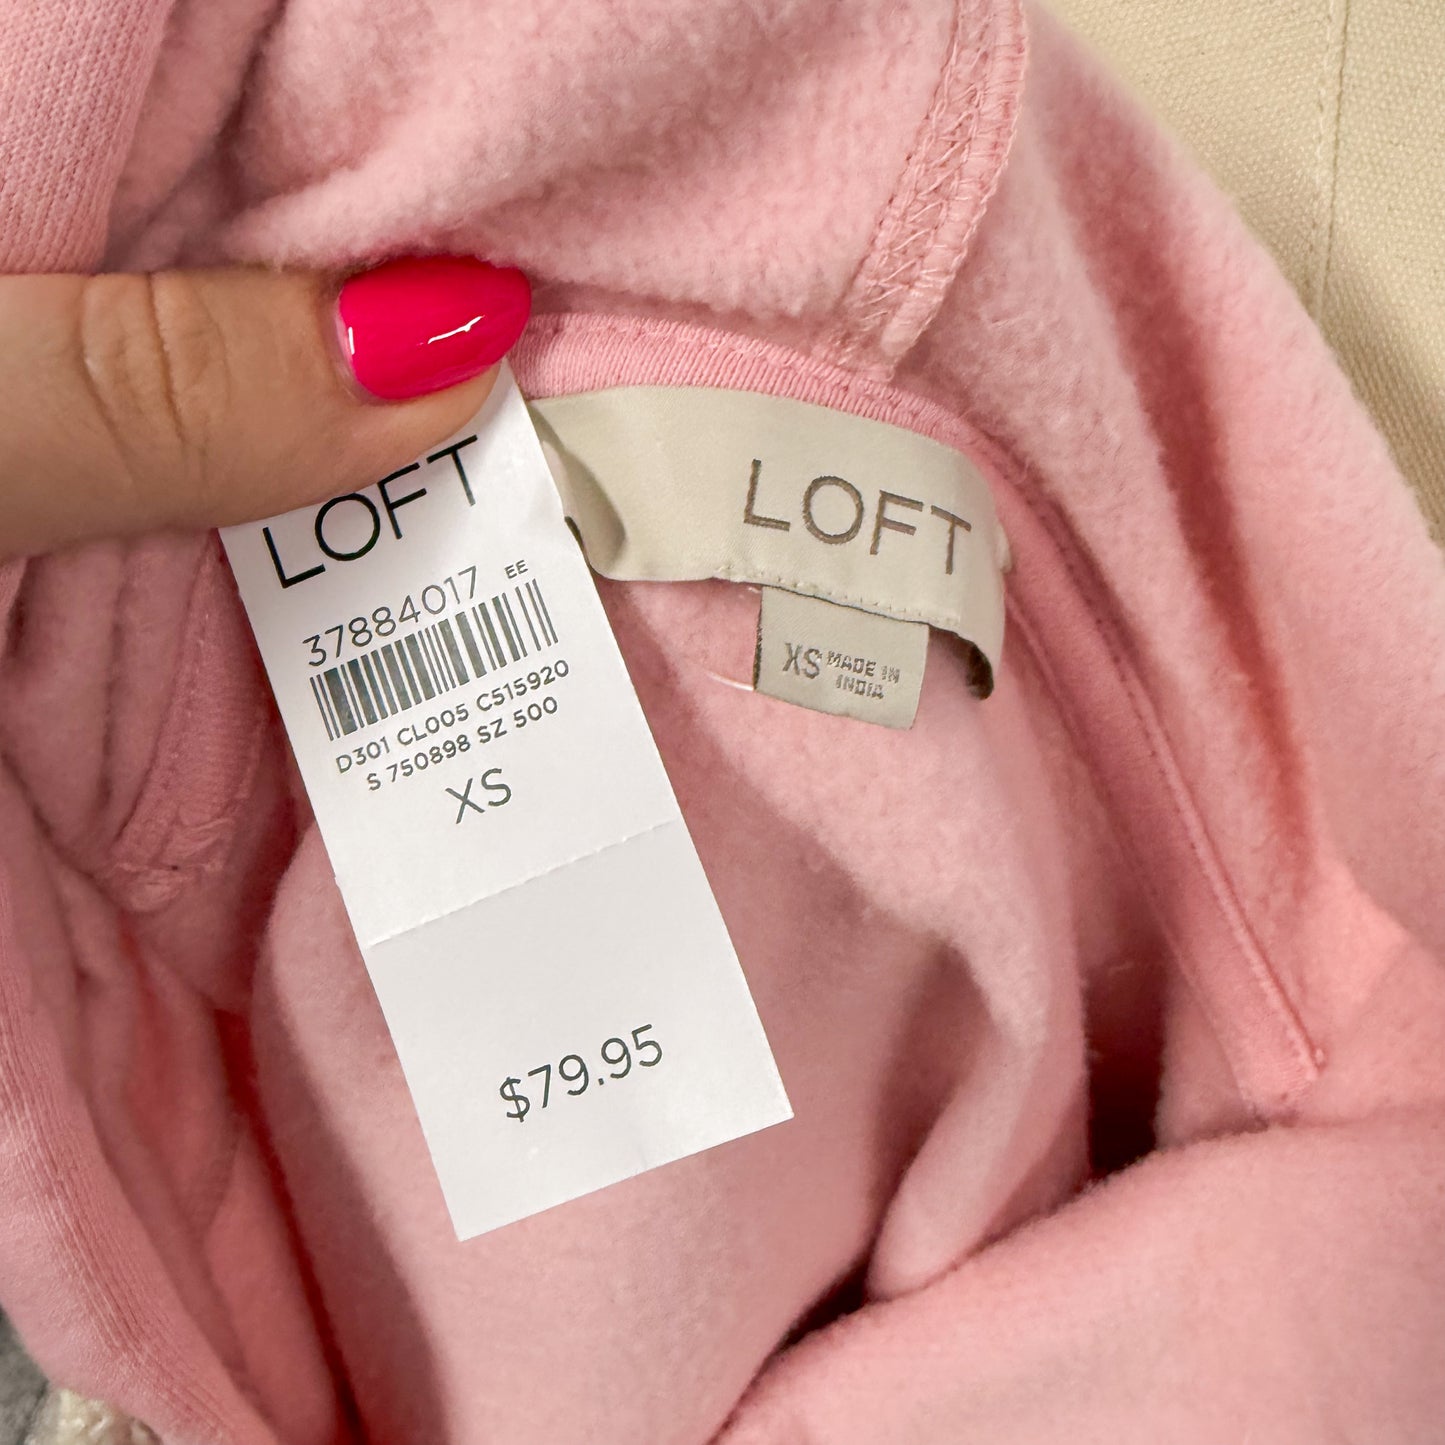 LOFT
37884017 EE
D301 CL005 C515920
S 750898 SZ 500
XS
$79.95
LOFT
XS MADE IN
INDIA